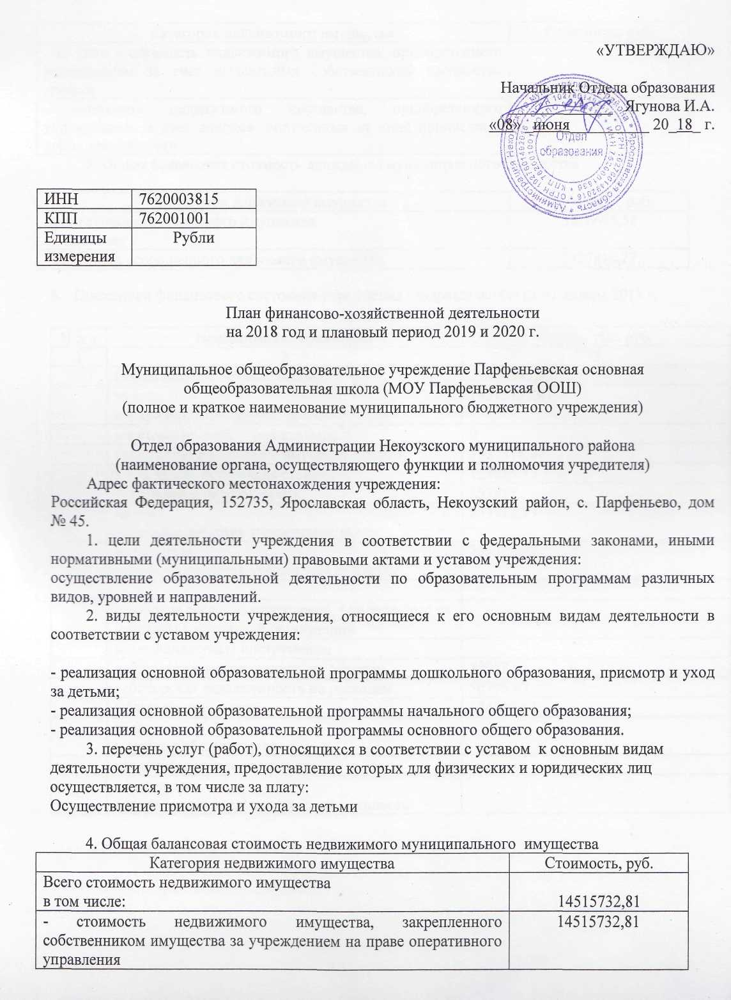 «УТВЕРЖДАЮ»
Начальник Отдела образования
Ягунова И.А.
«08» _июня__________ 20_18_ г.
Отдел
образования
ИНН 7620003815
КПП 762001001
Единицы измерения Рубли
План финансово-хозяйственной деятельности
на 2018 год и плановый период 2019 и 2020 г.
Муниципальное общеобразовательное учреждение Парфеньевская основная
общеобразовательная школа (МОУ Парфеньевская ООШ)
(полное и краткое наименование муниципального бюджетного учреждения)
Отдел образования Администрации Некоузского муниципального района
(наименование органа, осуществляющего функции и полномочия учредителя)
Адрес фактического местонахождения учреждения:
Российская Федерация, 152735, Ярославская область, Некоузский район, с. Парфеньево, дом
№ 45.
1. цели деятельности учреждения в соответствии с федеральными законами, иными
нормативными (муниципальными) правовыми актами и уставом учреждения:
осуществление образовательной деятельности по образовательным программам различных
видов, уровней и направлений.
2. виды деятельности учреждения, относящиеся к его основным видам деятельности в
соответствии с уставом учреждения:
- реализация основной образовательной программы дошкольного образования, присмотр и уход
за детьми;
- реализация основной образовательной программы начального общего образования;
- реализация основной образовательной программы основного общего образования.
3. перечень услуг (работ), относящихся в соответствии с уставом к основным видам
деятельности учреждения, предоставление которых для физических и юридических лиц
осуществляется, в том числе за плату:
Осуществление присмотра и ухода за детьми
4. Общая балансовая стоимость недвижимого муниципального имущества
Категория недвижимого имущества Стоимость, руб.
Всего стоимость недвижимого имущества
в том числе: 14515732,81
- стоимость недвижимого имущества, закрепленного 14515732,81
собственником имущества за учреждением на праве оперативного
управления